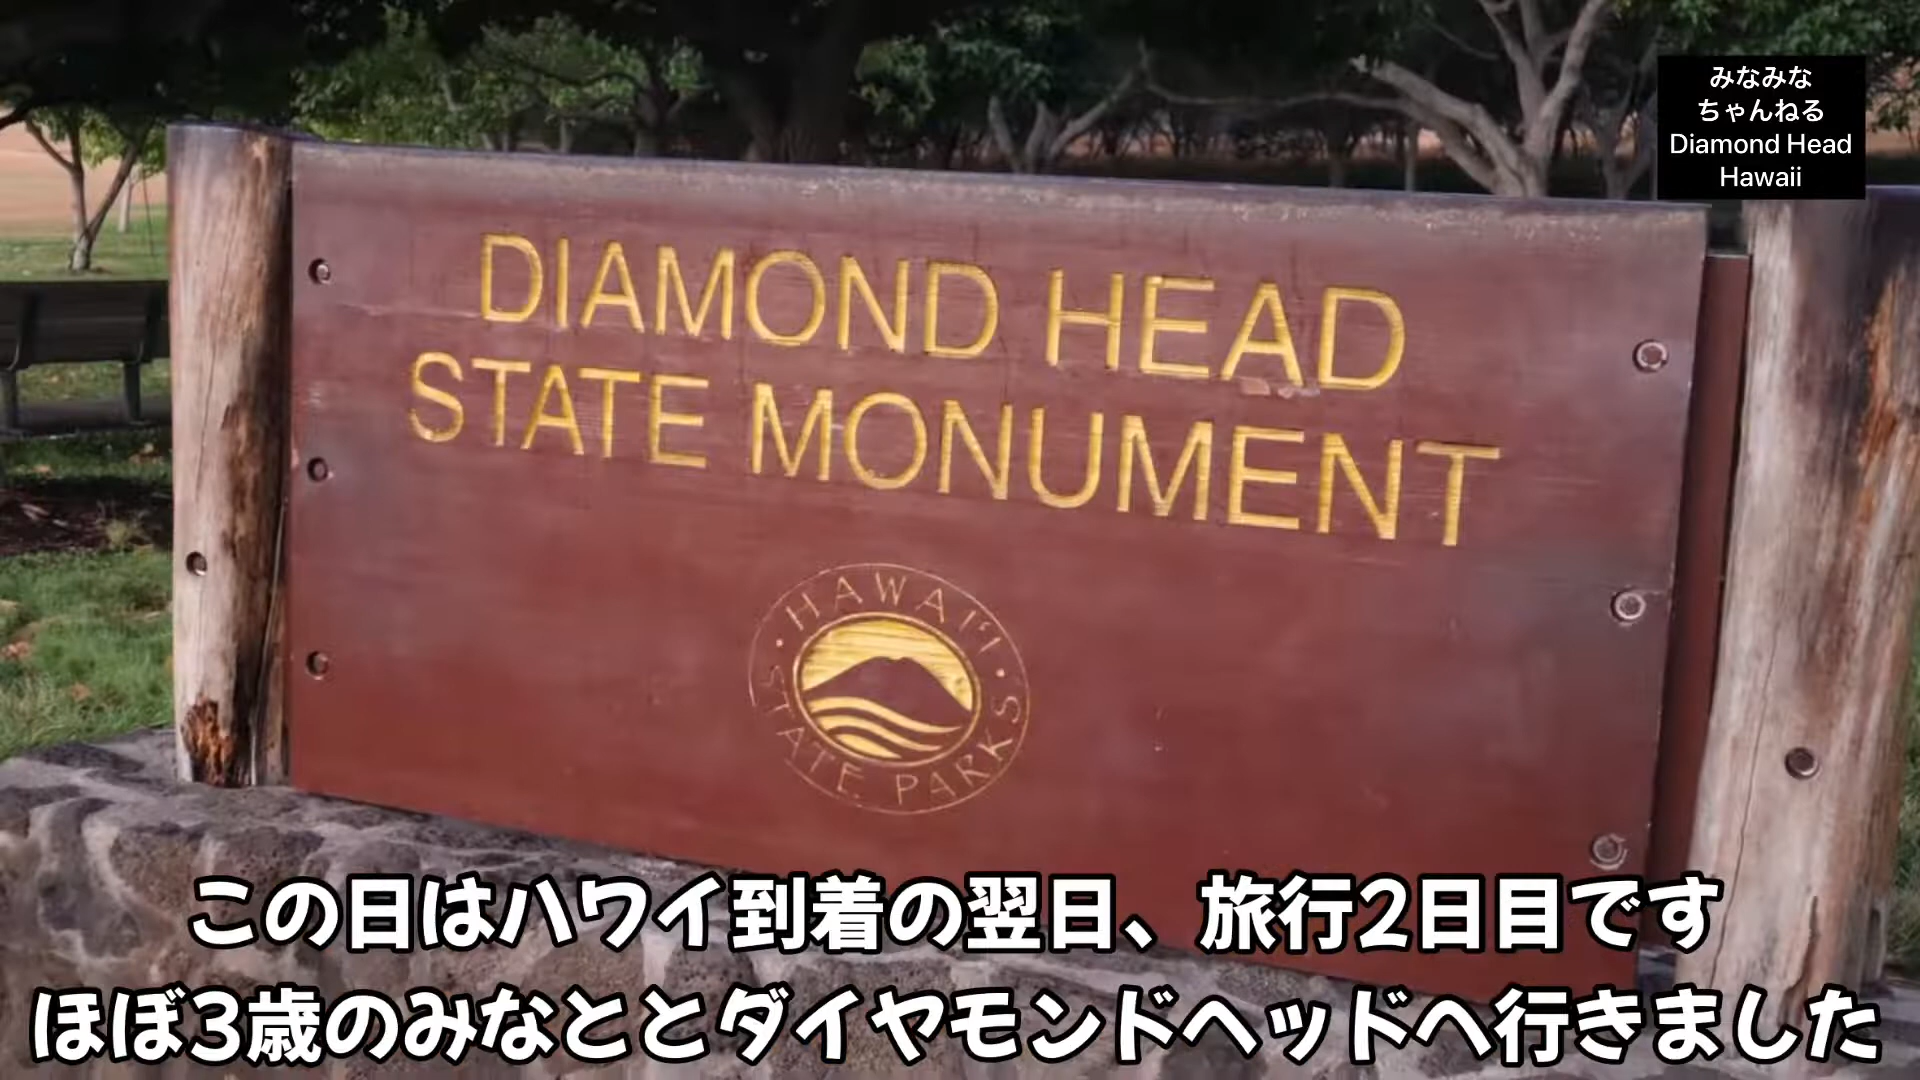 みなみな
ちゃんねる
Diamond Head
Hawaii
DIAMOND HEAD
STATE MONUMENT
HAWAI‘I
STATE PARKS
この日はハワイ到着の翌日、旅行2日目です
ほぼ3歳のみなととダイヤモンドヘッドへ行きました